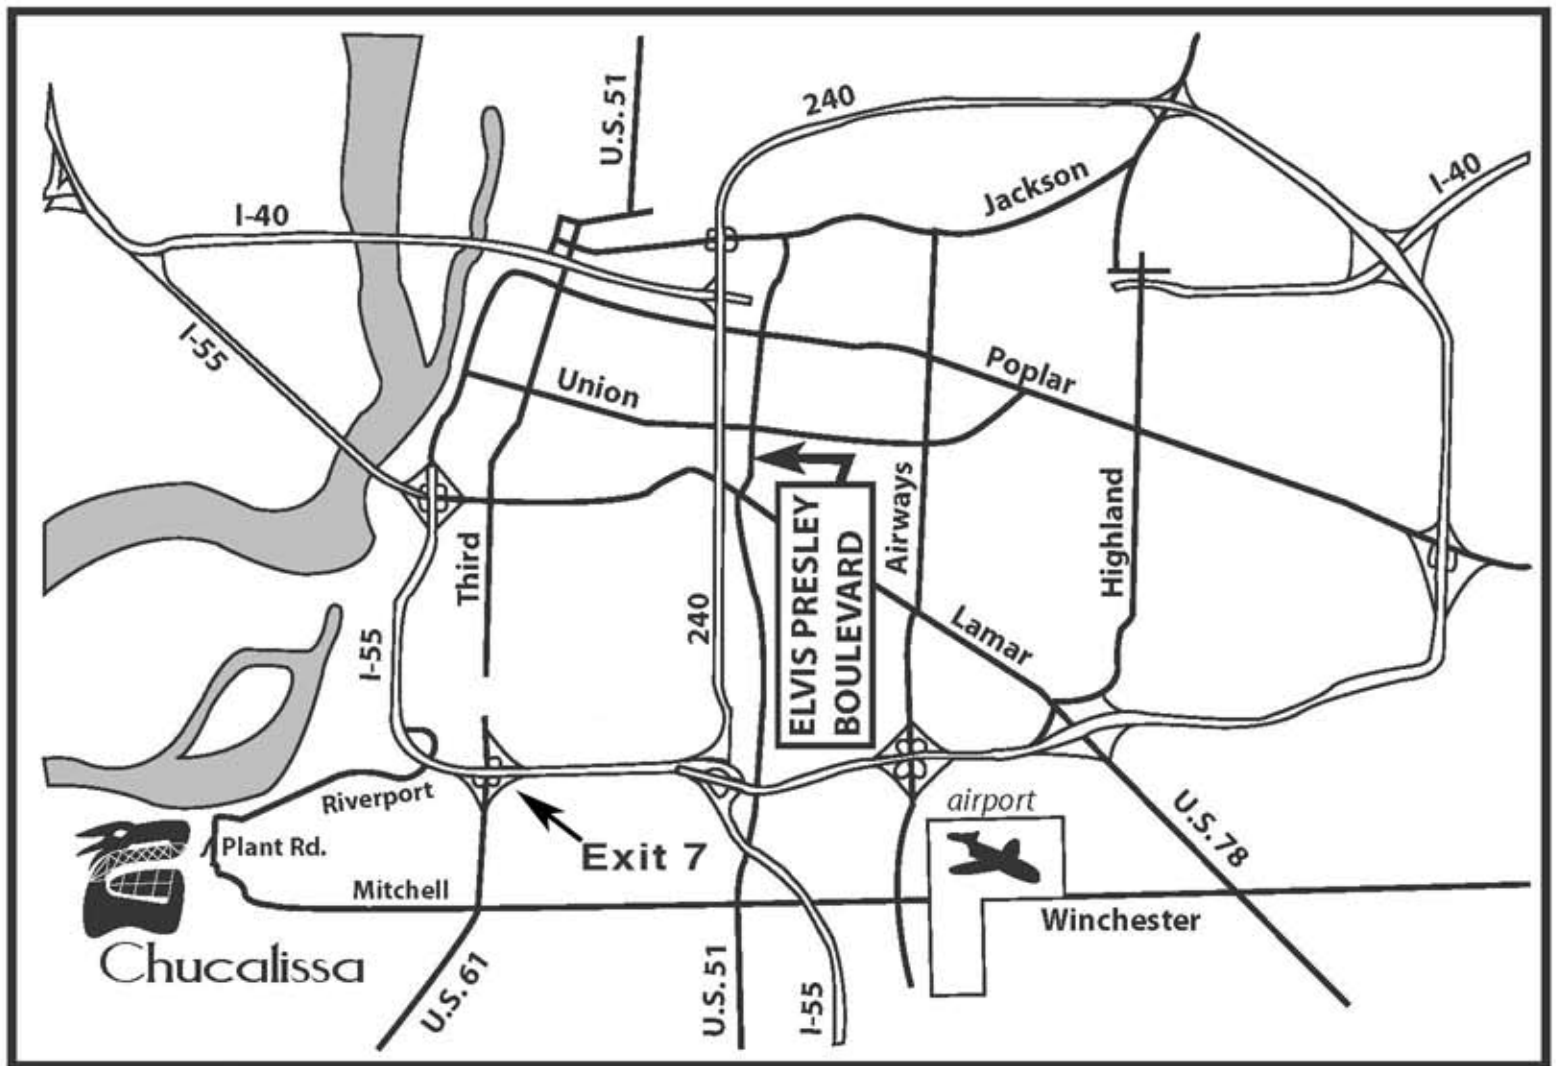 U.S. 51
240
Jackson
I-40
I-40
I-55
Union
Poplar
Third
Airways
Highland
ELVIS PRESLEY
BOULEVARD
240
I-55
Lamar
Riverport
airport
U.S. 78
Plant Rd.
Exit 7
Mitchell
Winchester
Chucalissa
U.S. 61
U.S. 51
I-55